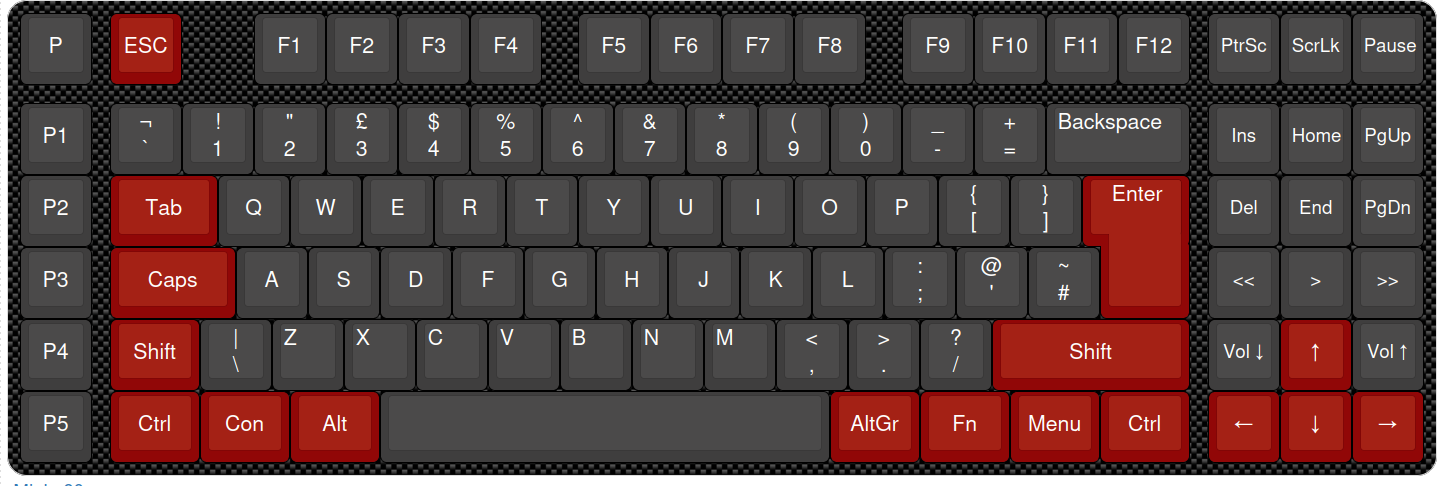 P ESC F1 F2 F3 F4 F5 F6 F7 F8 F9 F10 F11 F12 PtrSc ScrLk Pause
¬ ! " £ $ % ^ & * ( ) _ + Backspace
P1 ` 1 2 3 4 5 6 7 8 9 0 - = Ins Home PgUp
{ } Enter
P2 Tab Q W E R T Y U I O P [ ] Del End PgDn
: @ ~
P3 Caps A S D F G H J K L ; ' # << > >>
| Z X C V B N M < > ?
P4 Shift \ , . / Shift Vol ↓ ↑ Vol ↑
P5 Ctrl Con Alt AltGr Fn Menu Ctrl ← ↓ →